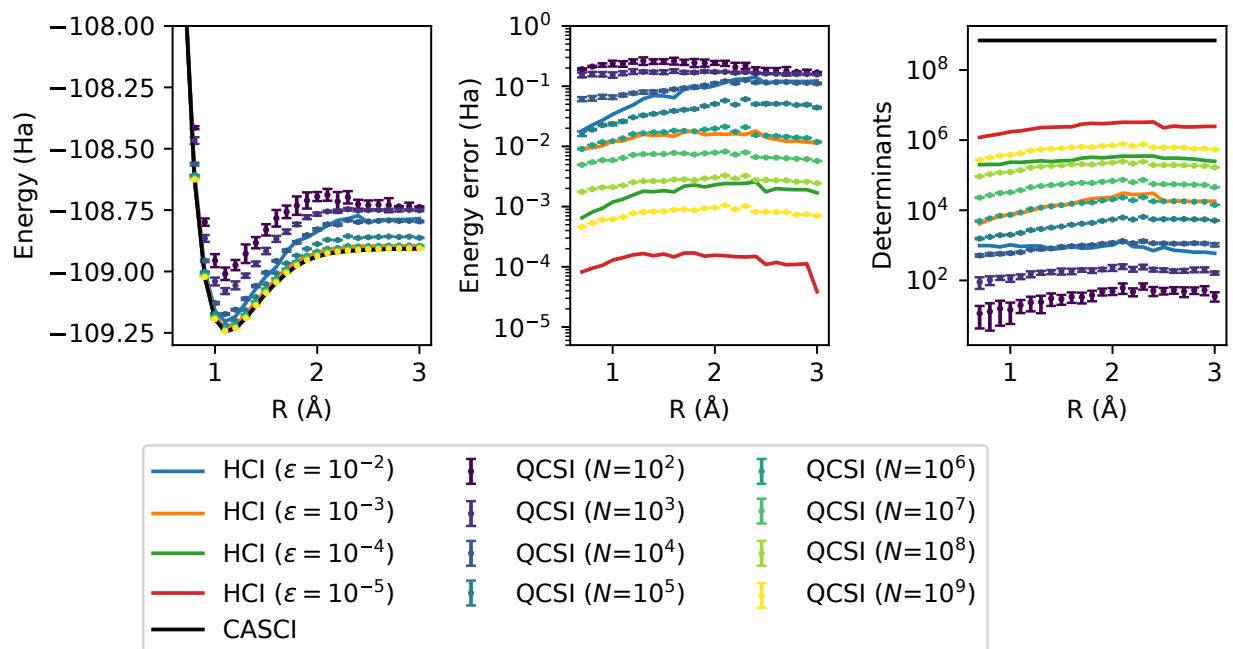 −108.00
−108.25
−108.50
−108.75
−109.00
−109.25
Energy (Ha)
1 2 3
R (Å)
10⁰
10⁻¹
10⁻²
10⁻³
10⁻⁴
10⁻⁵
Energy error (Ha)
1 2 3
R (Å)
10⁸
10⁶
10⁴
10²
Determinants
1 2 3
R (Å)
HCI (ε = 10⁻²) QCSI (N=10²) QCSI (N=10⁶)
HCI (ε = 10⁻³) QCSI (N=10³) QCSI (N=10⁷)
HCI (ε = 10⁻⁴) QCSI (N=10⁴) QCSI (N=10⁸)
HCI (ε = 10⁻⁵) QCSI (N=10⁵) QCSI (N=10⁹)
CASCI